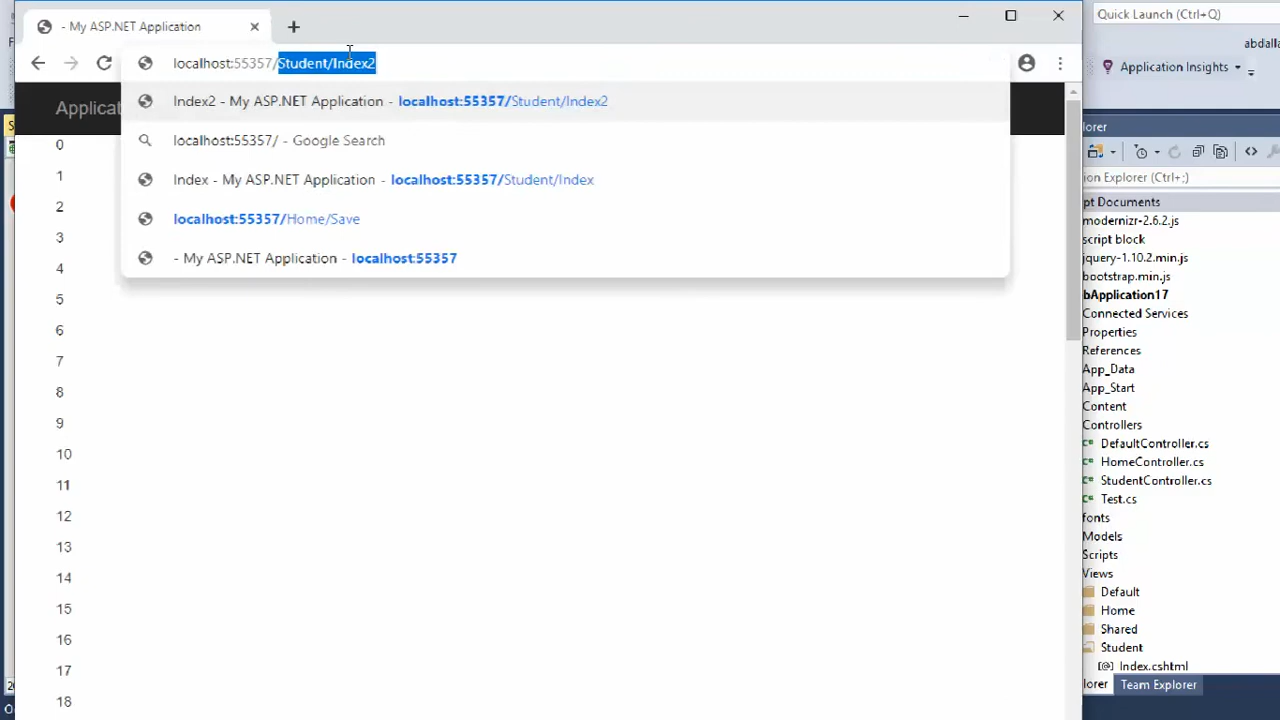 - My ASP.NET Application
Quick Launch (Ctrl+Q)
abdalla
localhost:55357/Student/Index2
Application Insights
Applicat
Index2 - My ASP.NET Application - localhost:55357/Student/Index2
localhost:55357/ - Google Search
Index - My ASP.NET Application - localhost:55357/Student/Index
localhost:55357/Home/Save
- My ASP.NET Application - localhost:55357
0
1
2
3
4
5
6
7
8
9
10
11
12
13
14
15
16
17
18
orer
ion Explorer (Ctrl+;)
pt Documents
modernizr-2.6.2.js
script block
jquery-1.10.2.min.js
bootstrap.min.js
bApplication17
Connected Services
Properties
References
App_Data
App_Start
Content
Controllers
DefaultController.cs
HomeController.cs
StudentController.cs
Test.cs
fonts
Models
Scripts
Views
Default
Home
Shared
Student
Index.cshtml
orer
Team Explorer